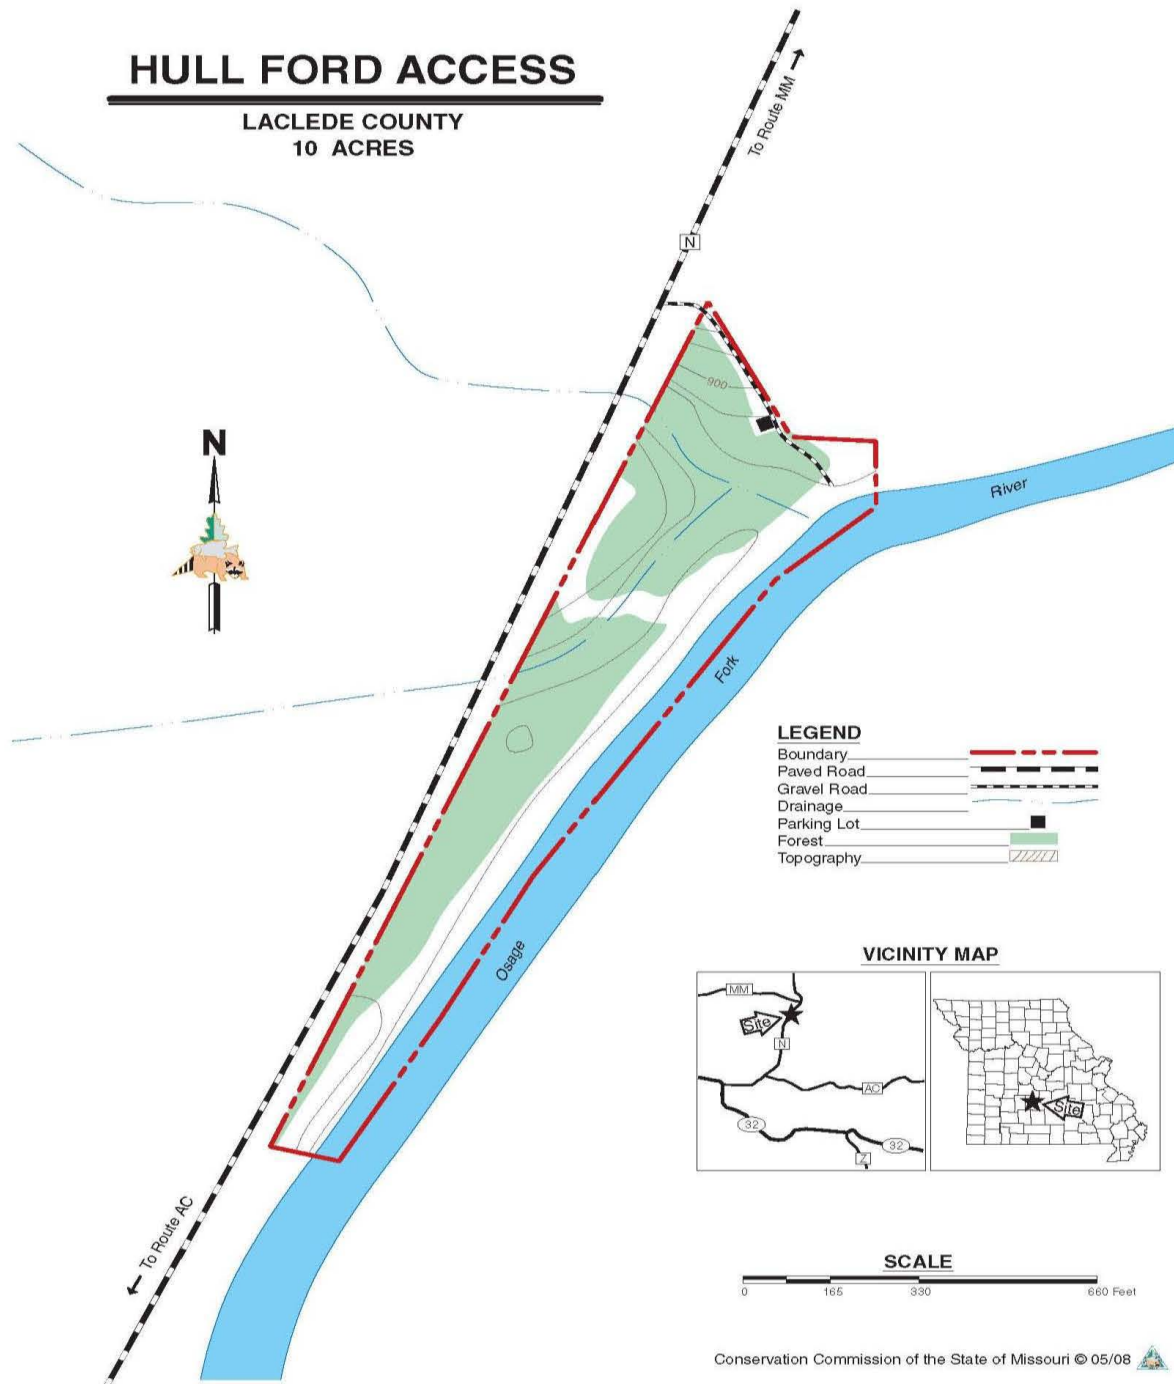 HULL FORD ACCESS
LACLEDE COUNTY
10 ACRES
To Route MM
N
900
N
River
Fork
Osage
To Route AC
LEGEND
Boundary
Paved Road
Gravel Road
Drainage
Parking Lot
Forest
Topography
VICINITY MAP
MM
Site
N
AC
32
32
Z
Site
SCALE
0 165 330 660 Feet
Conservation Commission of the State of Missouri © 05/08